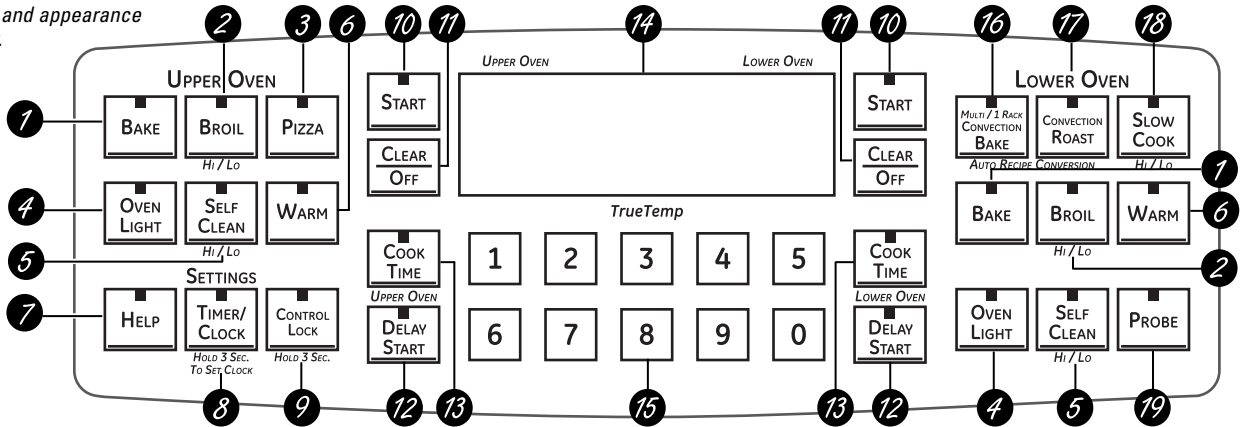 and appearance
.
2 3 6 10 11 14 11 10 16 17 18
UPPER OVEN
BAKE
BROIL
HI / LO
PIZZA
1
OVEN
LIGHT
SELF
CLEAN
HI / LO
WARM
4
5
SETTINGS
HELP
TIMER/
CLOCK
HOLD 3 SEC.
TO SET CLOCK
CONTROL
LOCK
HOLD 3 SEC.
7
8 9
START
CLEAR
OFF
COOK
TIME
UPPER OVEN
DELAY
START
12 13
UPPER OVEN LOWER OVEN
TrueTemp
1 2 3 4 5
6 7 8 9 0
15
START
CLEAR
OFF
COOK
TIME
LOWER OVEN
DELAY
START
13 12
LOWER OVEN
MULTI / 1 RACK
CONVECTION
BAKE
CONVECTION
ROAST
SLOW
COOK
AUTO RECIPE CONVERSION
HI / LO
1
BAKE
BROIL
HI / LO
WARM
6
2
OVEN
LIGHT
SELF
CLEAN
HI / LO
PROBE
4 5 19